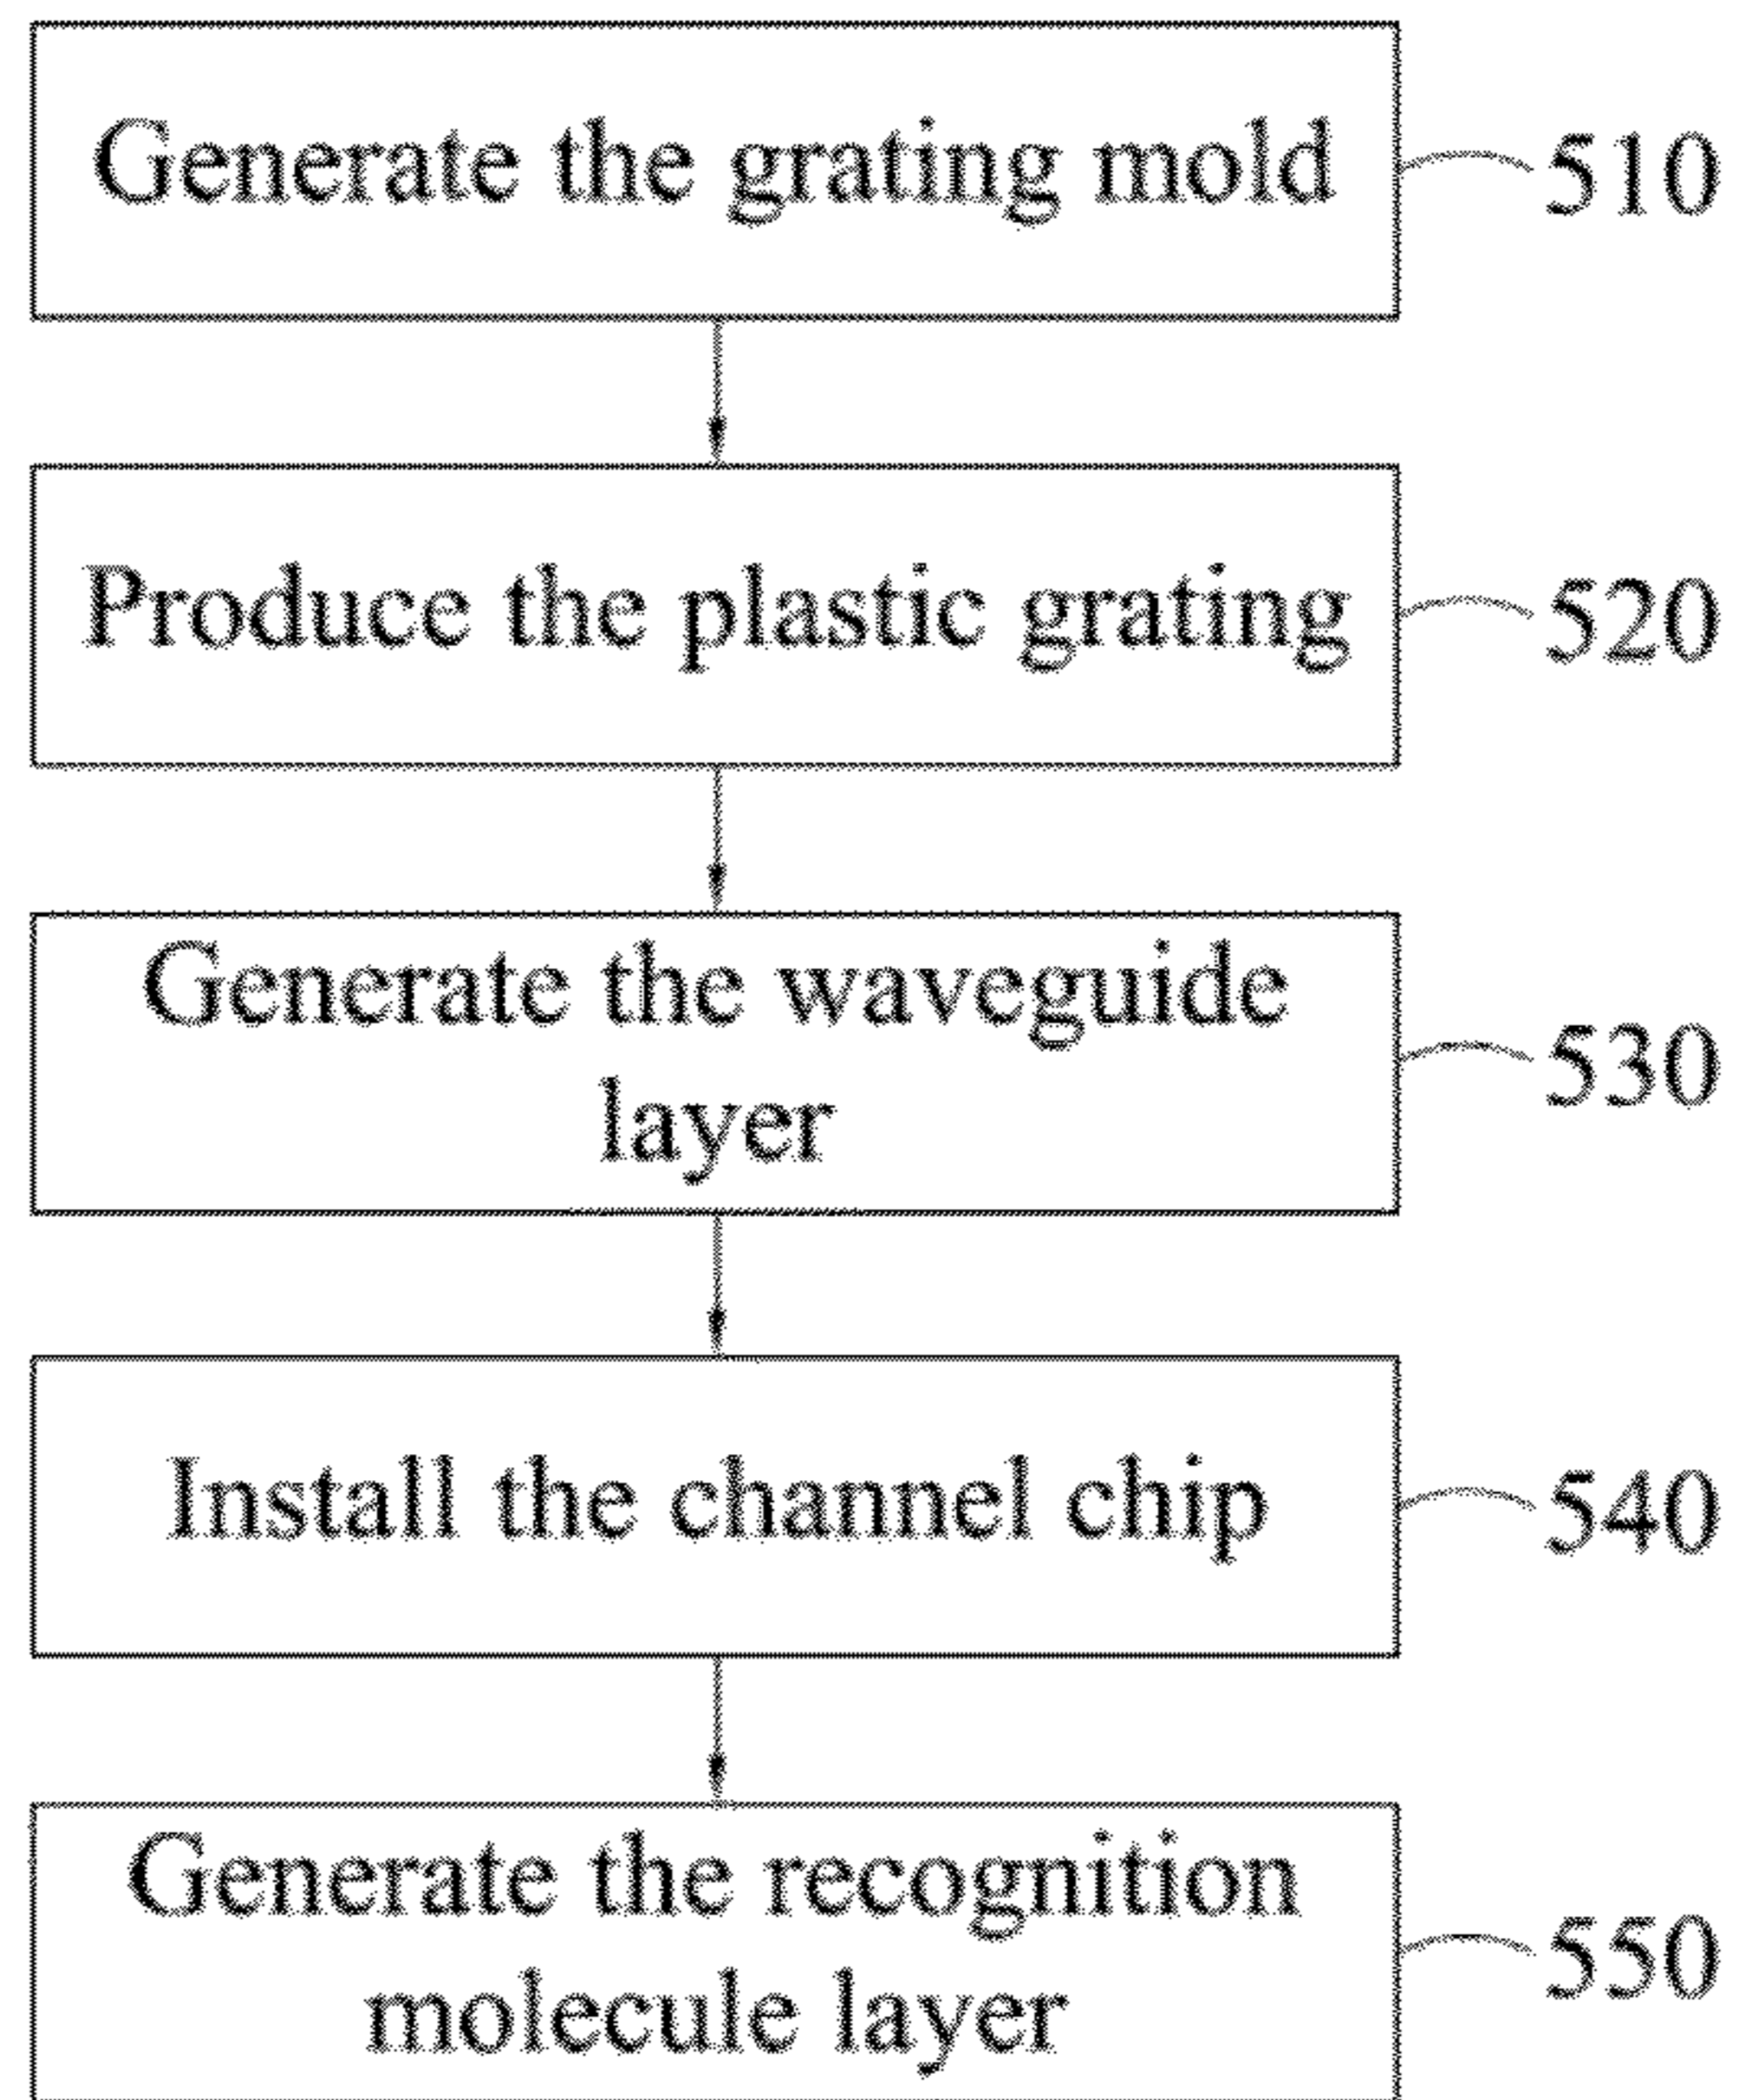 Generate the grating mold
510
Produce the plastic grating
520
Generate the waveguide
layer
530
Install the channel chip
540
Generate the recognition
molecule layer
550